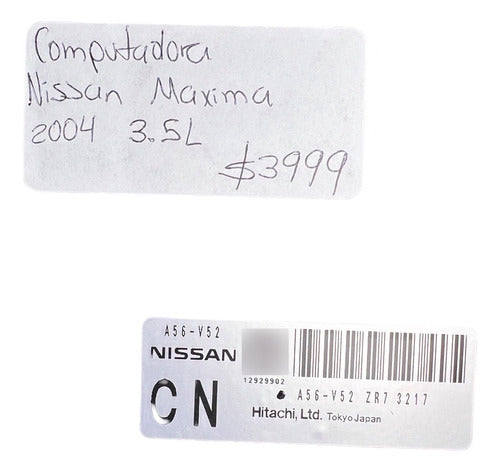 Computadora
Nissan Maxima
2004 3.5L
$3999
A56-V52
NISSAN
12929902
A56-V52 ZR7 3217
CN
Hitachi, Ltd. Tokyo Japan